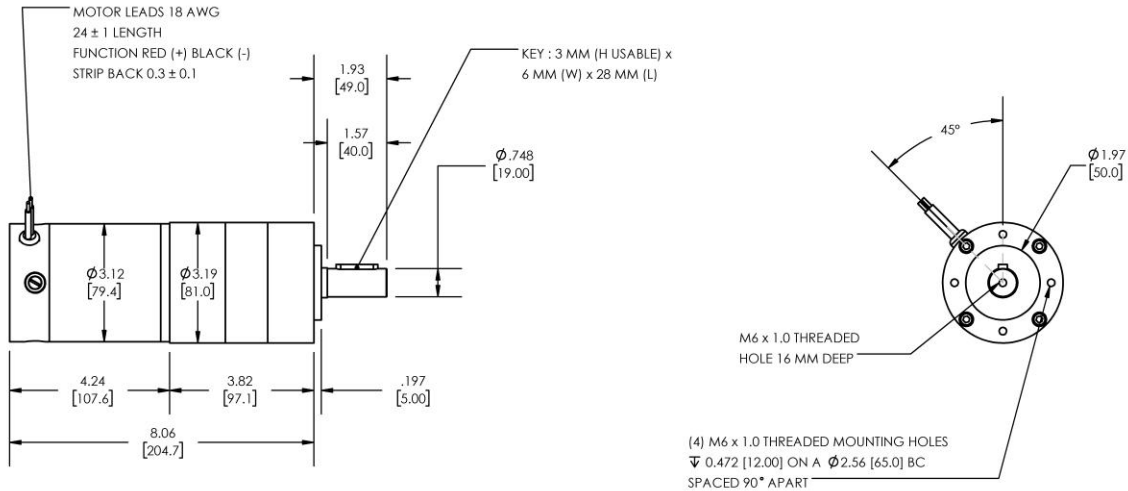 MOTOR LEADS 18 AWG
24 ± 1 LENGTH
FUNCTION RED (+) BLACK (-)
STRIP BACK 0.3 ± 0.1
1.93
[49.0]
KEY : 3 MM (H USABLE) x
6 MM (W) x 28 MM (L)
1.57
[40.0]
Ø.748
[19.00]
45°
Ø1.97
[50.0]
Ø3.12
[79.4]
Ø3.19
[81.0]
M6 x 1.0 THREADED
HOLE 16 MM DEEP
4.24
[107.6]
3.82
[97.1]
.197
[5.00]
8.06
[204.7]
(4) M6 x 1.0 THREADED MOUNTING HOLES
↧ 0.472 [12.00] ON A Ø2.56 [65.0] BC
SPACED 90° APART